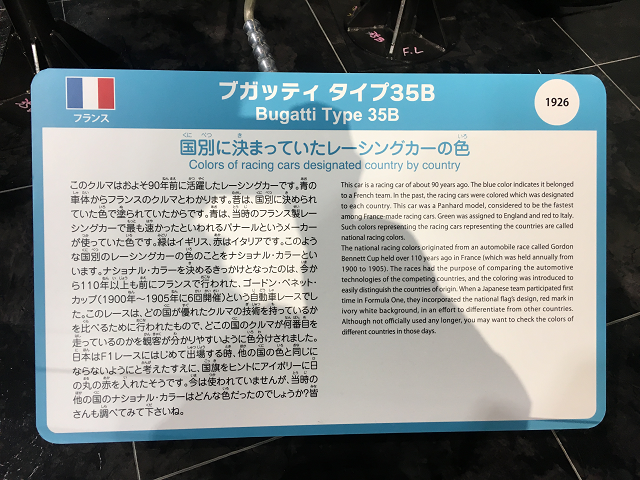 F.L
フランス
ブガッティ タイプ35B
Bugatti Type 35B
1926
国別に決まっていたレーシングカーの色
Colors of racing cars designated country by country
このクルマはおよそ90年前に活躍したレーシングカーです。青の
車体からフランスのクルマとわかります。昔は、国別に決められ
ていた色で塗られていたからです。青は、当時のフランス製レー
シングカーで最も速かったといわれるパナールというメーカー
が使っていた色です。緑はイギリス、赤はイタリアです。このよう
な国別のレーシングカーの色のことをナショナル・カラーとい
います。ナショナル・カラーを決めるきっかけとなったのは、今か
ら110年以上も前にフランスで行われた、ゴードン・ベネット・
カップ(1900年〜1905年に6回開催)という自動車レースでし
た。このレースは、どの国が優れたクルマの技術を持っているか
を比べるために行われたもので、どこの国のクルマが何番目を
走っているのかを観客が分かりやすいように色分けされました。
日本はF1レースにはじめて出場する時、他の国の色と同じに
ならないようにと考えたすえに、国旗をヒントにアイボリーに日
の丸の赤を入れたそうです。今は使われていませんが、当時の
他の国のナショナル・カラーはどんな色だったのでしょうか?皆
さんも調べてみて下さいね。
This car is a racing car of about 90 years ago. The blue color indicates it belonged
to a French team. In the past, the racing cars were colored which was designated
to each country. This car was a Panhard model, considered to be the fastest
among France-made racing cars. Green was assigned to England and red to Italy.
Such colors representing the racing cars representing the countries are called
national racing colors.
The national racing colors originated from an automobile race called Gordon
Bennett Cup held over 110 years ago in France (which was held annually from
1900 to 1905). The races had the purpose of comparing the automotive
technologies of the competing countries, and the coloring was introduced to
easily distinguish the countries of origin. When a Japanese team participated first
time in Formula One, they incorporated the national flag's design, red mark in
ivory white background, in an effort to differentiate from other countries.
Although not officially used any longer, you may want to check the colors of
different countries in those days.